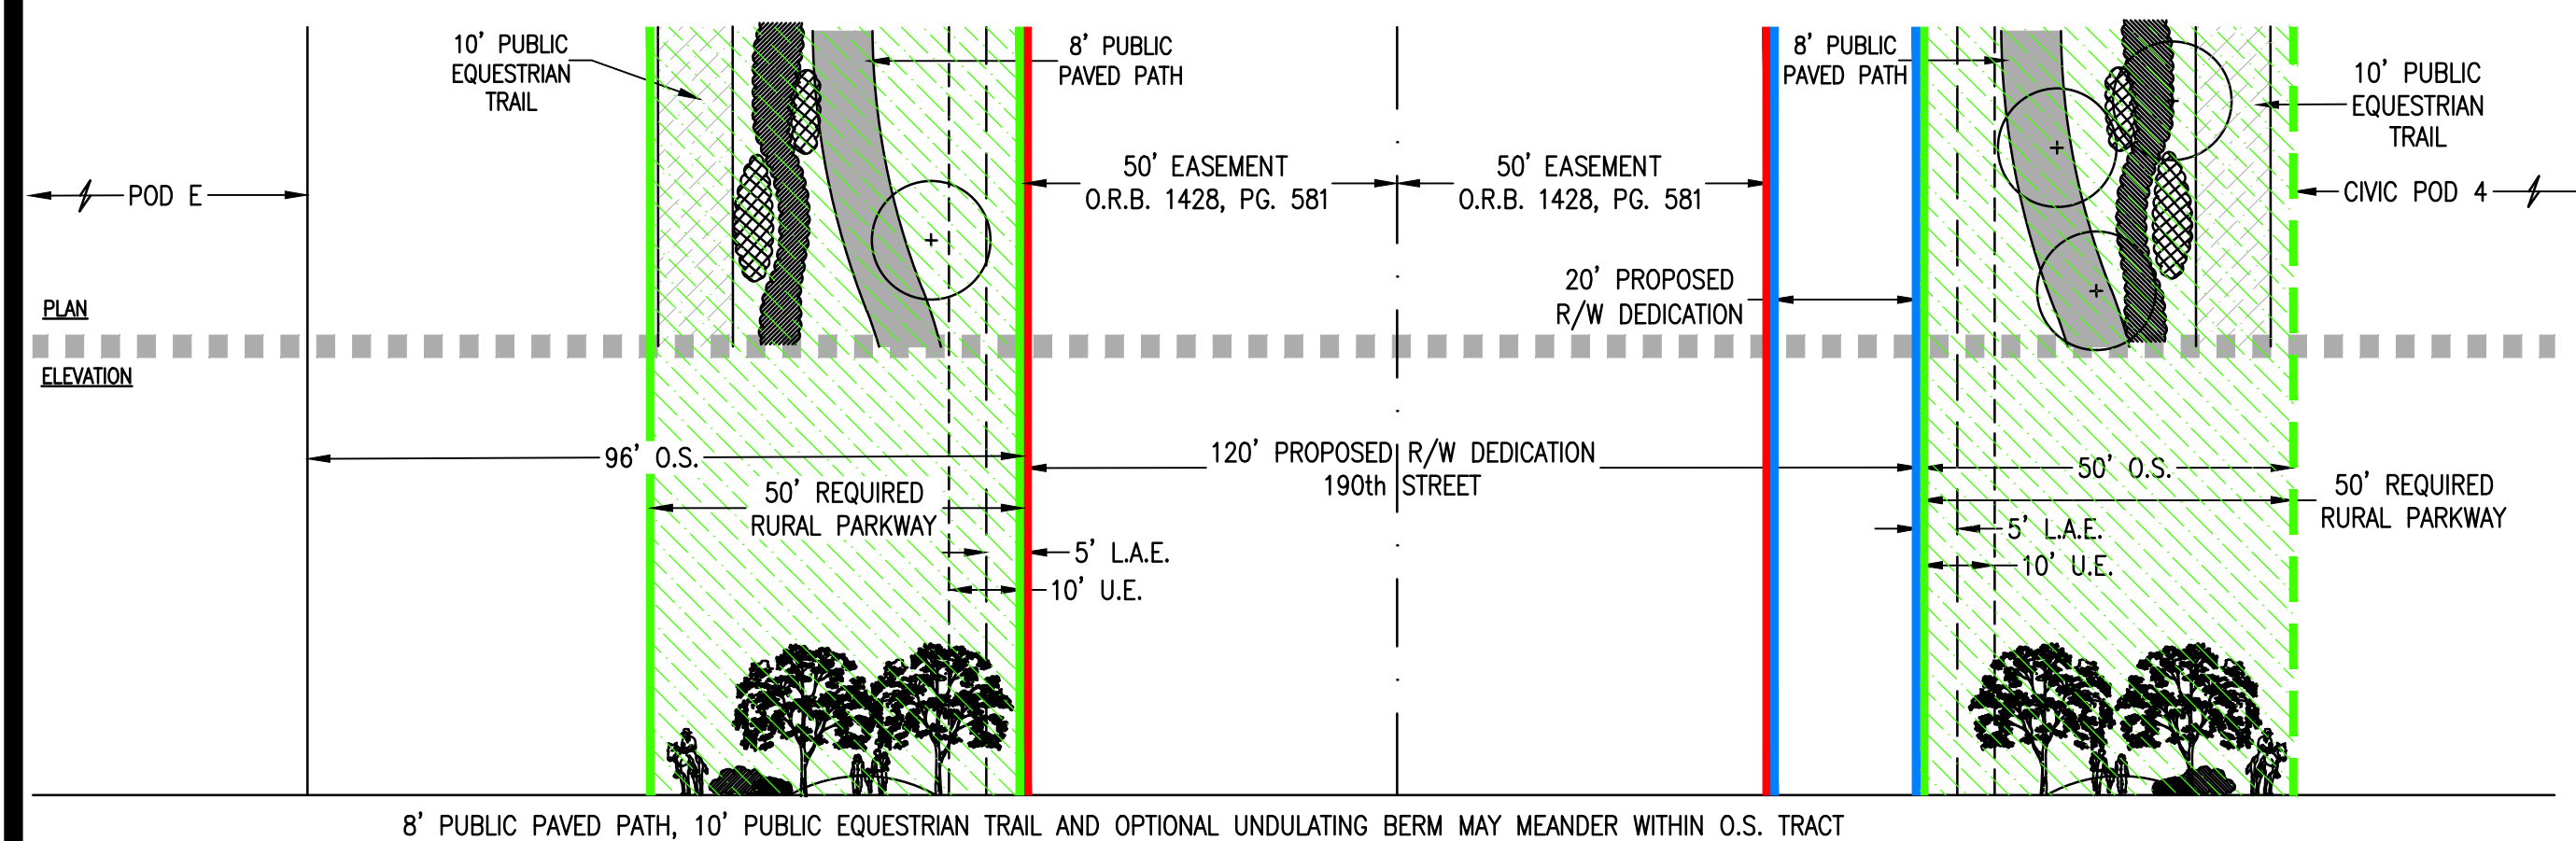 10' PUBLIC
EQUESTRIAN
TRAIL
8' PUBLIC
PAVED PATH
8' PUBLIC
PAVED PATH
10' PUBLIC
EQUESTRIAN
TRAIL
POD E
50' EASEMENT
O.R.B. 1428, PG. 581
50' EASEMENT
O.R.B. 1428, PG. 581
CIVIC POD 4
20' PROPOSED
R/W DEDICATION
PLAN
ELEVATION
96' O.S.
120' PROPOSED R/W DEDICATION
190th STREET
50' O.S.
50' REQUIRED
RURAL PARKWAY
50' REQUIRED
RURAL PARKWAY
5' L.A.E.
10' U.E.
5' L.A.E.
10' U.E.
8' PUBLIC PAVED PATH, 10' PUBLIC EQUESTRIAN TRAIL AND OPTIONAL UNDULATING BERM MAY MEANDER WITHIN O.S. TRACT